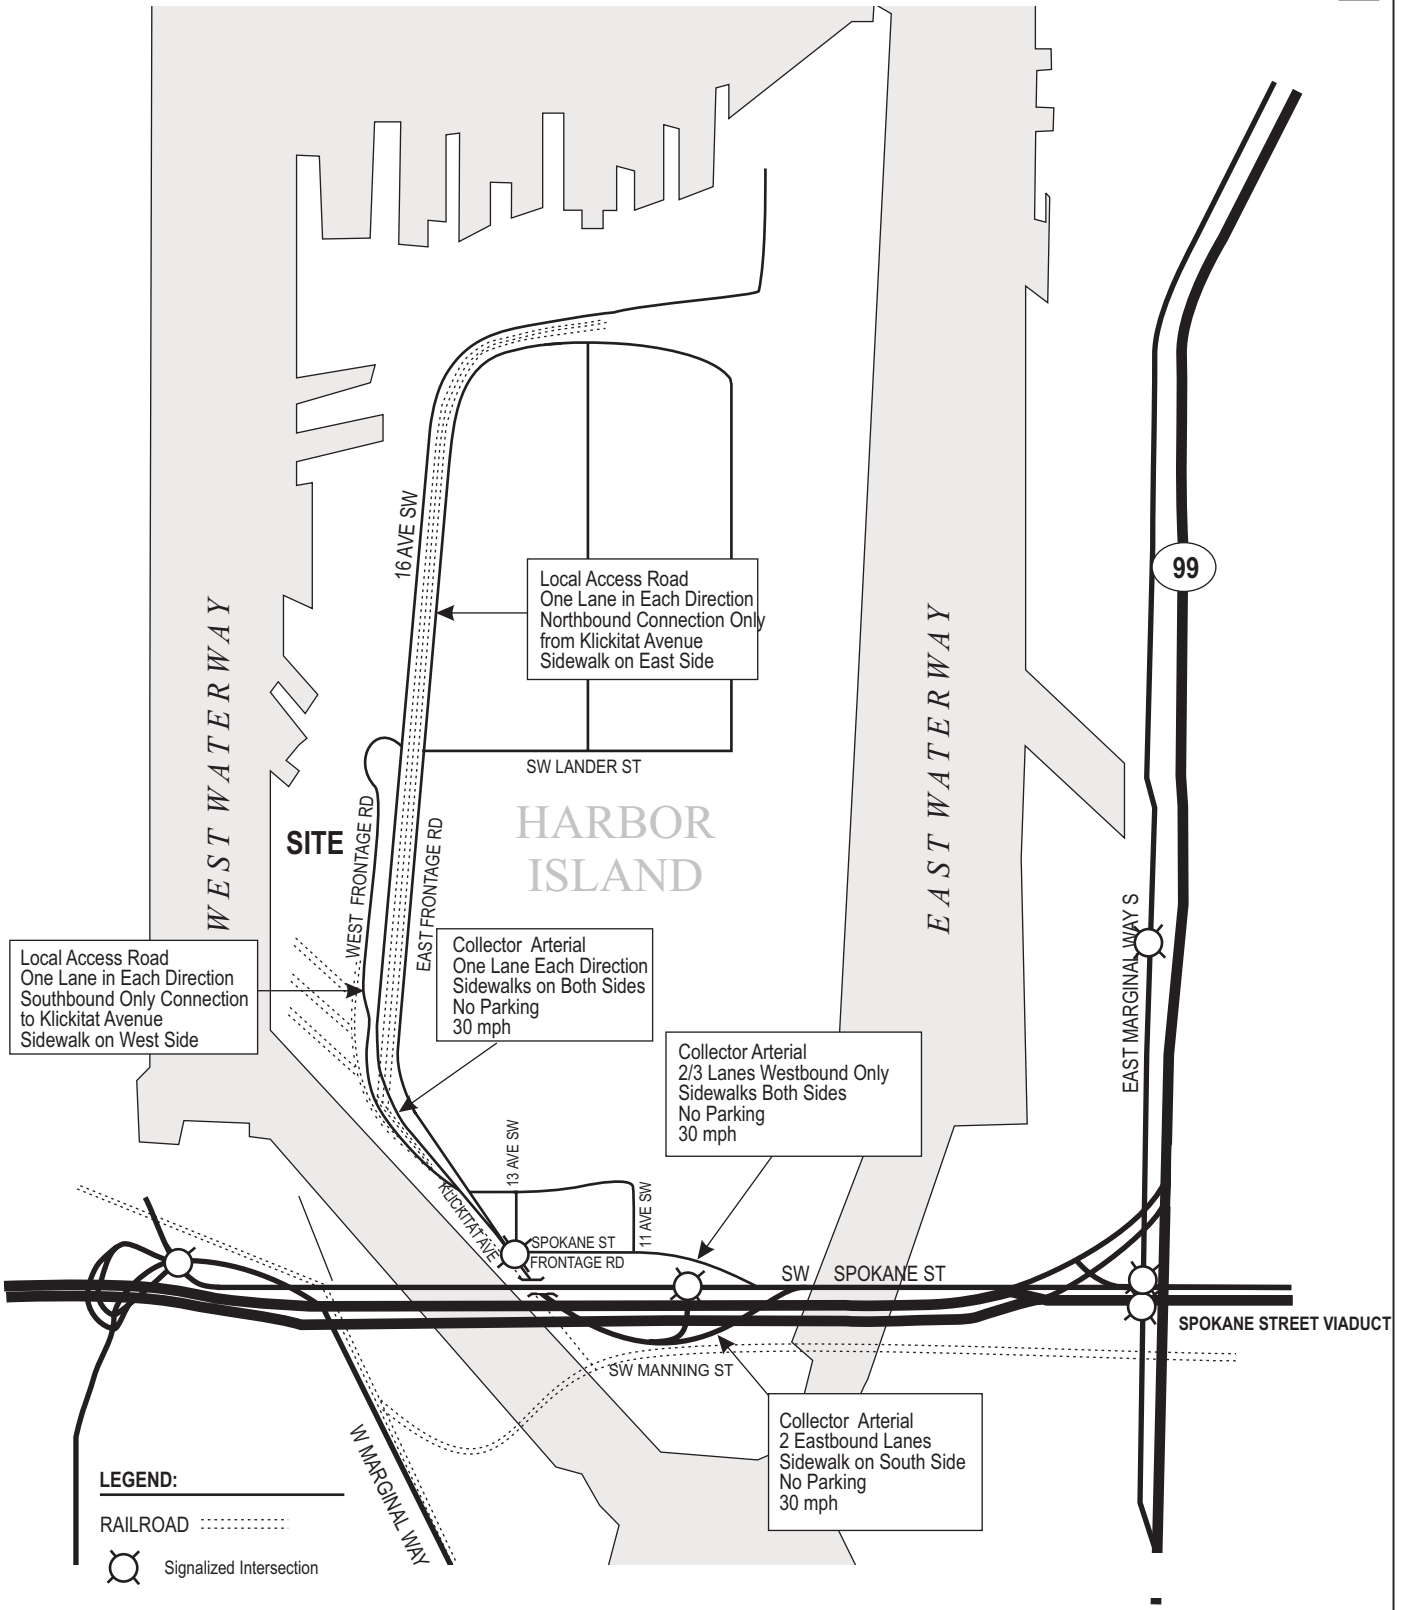 99
16 AVE SW
Local Access Road
One Lane in Each Direction
Northbound Connection Only
from Klickitat Avenue
Sidewalk on East Side
WEST WATERWAY
EAST WATERWAY
SW LANDER ST
HARBOR
ISLAND
SITE
WEST FRONTAGE RD
EAST FRONTAGE RD
EAST MARGINAL WAY S
Local Access Road
One Lane in Each Direction
Southbound Only Connection
to Klickitat Avenue
Sidewalk on West Side
Collector Arterial
One Lane Each Direction
Sidewalks on Both Sides
No Parking
30 mph
Collector Arterial
2/3 Lanes Westbound Only
Sidewalks Both Sides
No Parking
30 mph
13 AVE SW
11 AVE SW
KLICKITAT AVE
SPOKANE ST
FRONTAGE RD
SW SPOKANE ST
SPOKANE STREET VIADUCT
SW MANNING ST
W MARGINAL WAY
Collector Arterial
2 Eastbound Lanes
Sidewalk on South Side
No Parking
30 mph
LEGEND:
RAILROAD
Signalized Intersection